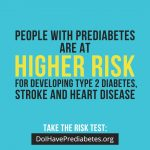 PEOPLE WITH PREDIABETES
ARE AT
HIGHER RISK
FOR DEVELOPING TYPE 2 DIABETES,
STROKE AND HEART DISEASE
TAKE THE RISK TEST:
DoIHavePrediabetes.org